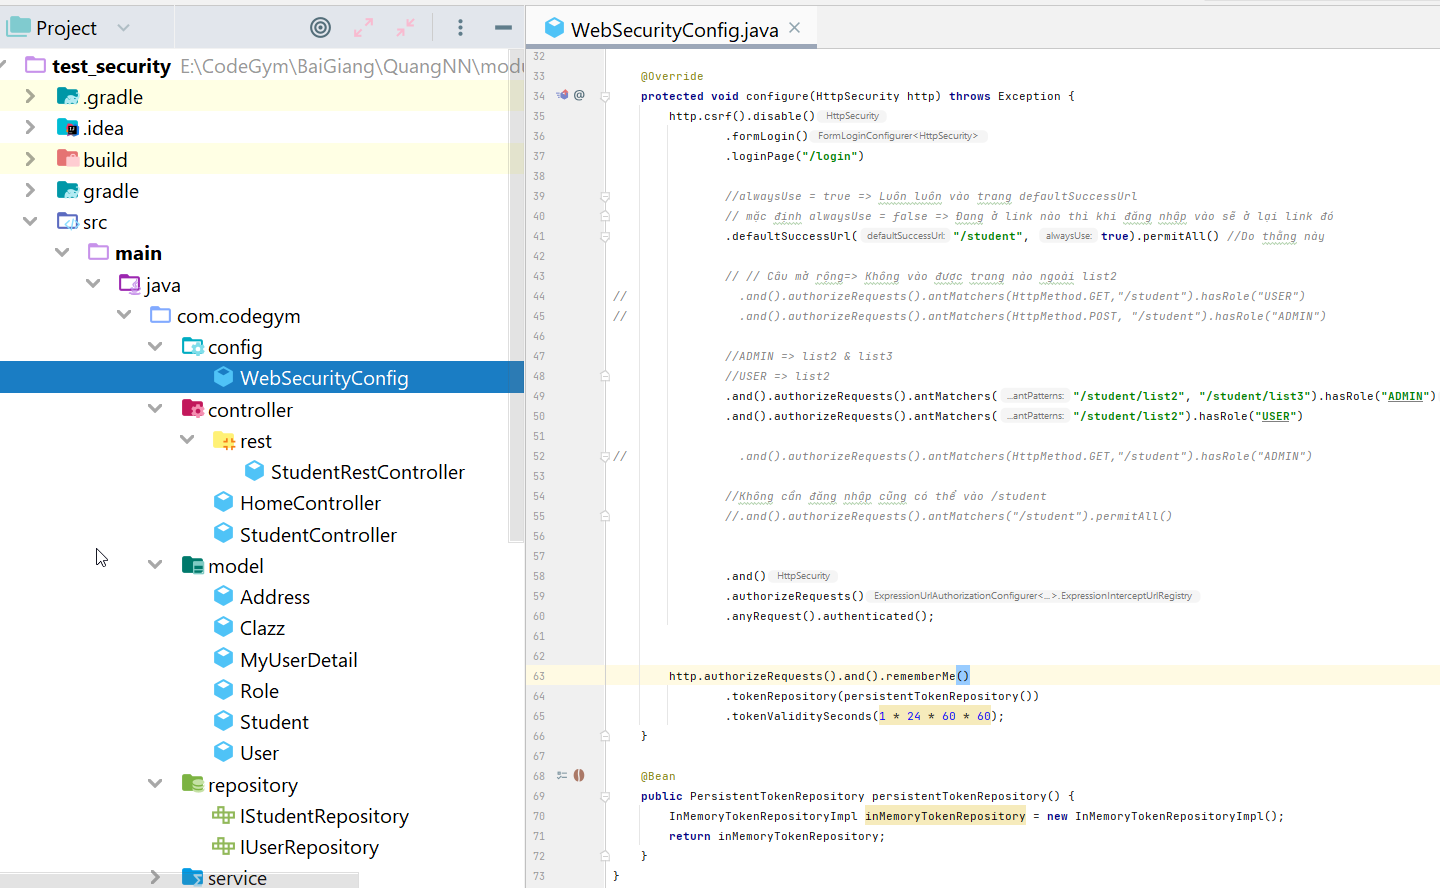 Project
test_security E:\CodeGym\BaiGiang\QuangNN\modu
.gradle
.idea
build
gradle
src
main
java
com.codegym
config
WebSecurityConfig
controller
rest
StudentRestController
HomeController
StudentController
model
Address
Clazz
MyUserDetail
Role
Student
User
repository
IStudentRepository
IUserRepository
service
WebSecurityConfig.java
32
33 @Override
34 @ protected void configure(HttpSecurity http) throws Exception {
35 http.csrf().disable() HttpSecurity
36 .formLogin() FormLoginConfigurer<HttpSecurity>
37 .loginPage("/login")
38
39 //alwaysUse = true => Luôn luôn vào trang defaultSuccessUrl
40 // mặc định alwaysUse = false => Đang ở link nào thì khi đăng nhập vào sẽ ở lại link đó
41 .defaultSuccessUrl( defaultSuccessUrl: "/student", alwaysUse: true).permitAll() //Do thằng này
42
43 // // Câu mở rộng=> Không vào được trang nào ngoài list2
44 // .and().authorizeRequests().antMatchers(HttpMethod.GET,"/student").hasRole("USER")
45 // .and().authorizeRequests().antMatchers(HttpMethod.POST, "/student").hasRole("ADMIN")
46
47 //ADMIN => list2 & list3
48 //USER => list2
49 .and().authorizeRequests().antMatchers( ...antPatterns: "/student/list2", "/student/list3").hasRole("ADMIN")
50 .and().authorizeRequests().antMatchers( ...antPatterns: "/student/list2").hasRole("USER")
51
52 // .and().authorizeRequests().antMatchers(HttpMethod.GET,"/student").hasRole("ADMIN")
53
54 //Không cần đăng nhập cũng có thể vào /student
55 //.and().authorizeRequests().antMatchers("/student").permitAll()
56
57
58 .and() HttpSecurity
59 .authorizeRequests() ExpressionUrlAuthorizationConfigurer<...>.ExpressionInterceptUrlRegistry
60 .anyRequest().authenticated();
61
62
63 http.authorizeRequests().and().rememberMe()
64 .tokenRepository(persistentTokenRepository())
65 .tokenValiditySeconds(1 * 24 * 60 * 60);
66 }
67
68 @Bean
69 public PersistentTokenRepository persistentTokenRepository() {
70 InMemoryTokenRepositoryImpl inMemoryTokenRepository = new InMemoryTokenRepositoryImpl();
71 return inMemoryTokenRepository;
72 }
73 }